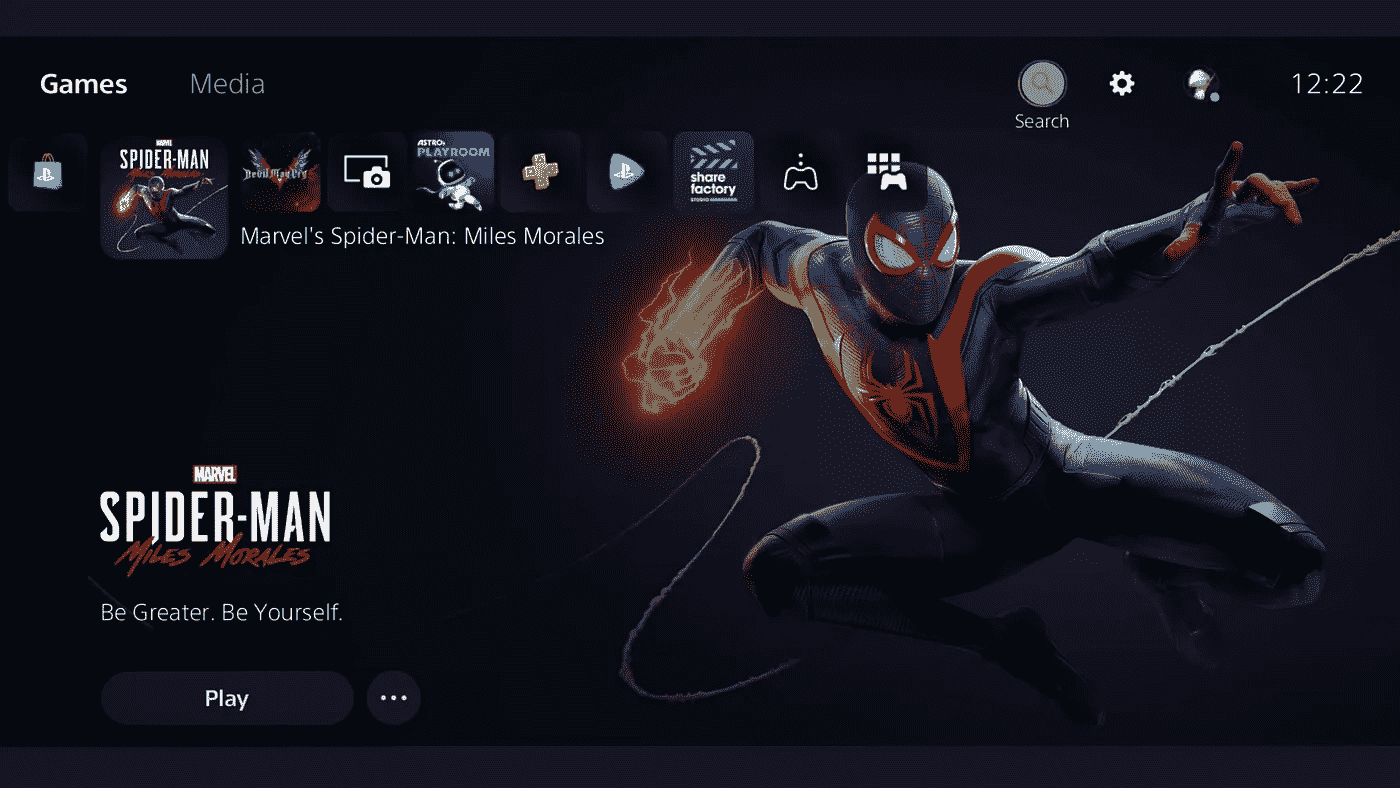 Games
Media
12:22
Search
MARVEL
SPIDER-MAN
MILES MORALES
Devil May Cry
ASTRO's
PLAYROOM
share
factory
Marvel's Spider-Man: Miles Morales
MARVEL
SPIDER-MAN
MILES MORALES
Be Greater. Be Yourself.
Play